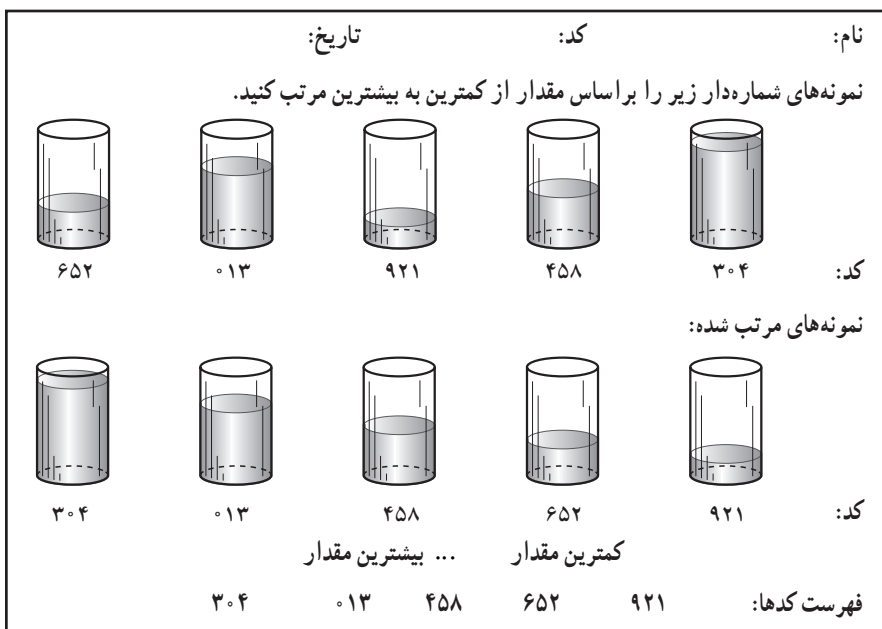 نام: کد: تاریخ:
نمونه‌های شماره‌دار زیر را براساس مقدار از کمترین به بیشترین مرتب کنید.
کد: ۳۰۴ ۴۵۸ ۹۲۱ ۰۱۳ ۶۵۲
نمونه‌های مرتب شده:
کد: ۹۲۱ ۶۵۲ ۴۵۸ ۰۱۳ ۳۰۴
کمترین مقدار ... بیشترین مقدار
فهرست کدها: ۹۲۱ ۶۵۲ ۴۵۸ ۰۱۳ ۳۰۴